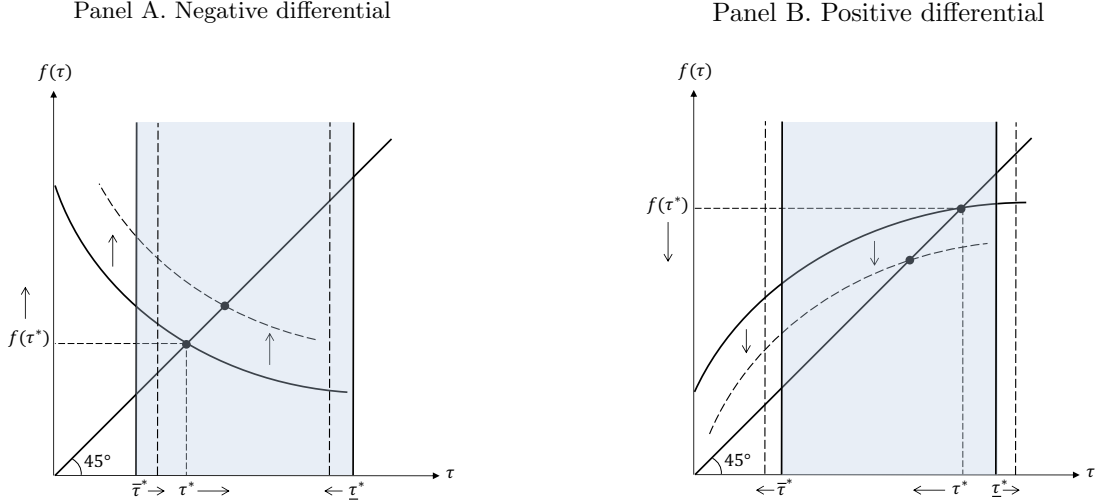 Panel A. Negative differential
f(τ)
f(τ*)
45°
τ
τ̅* τ* τ̲*
Panel B. Positive differential
f(τ)
f(τ*)
45°
τ
τ̅* τ* τ̲*